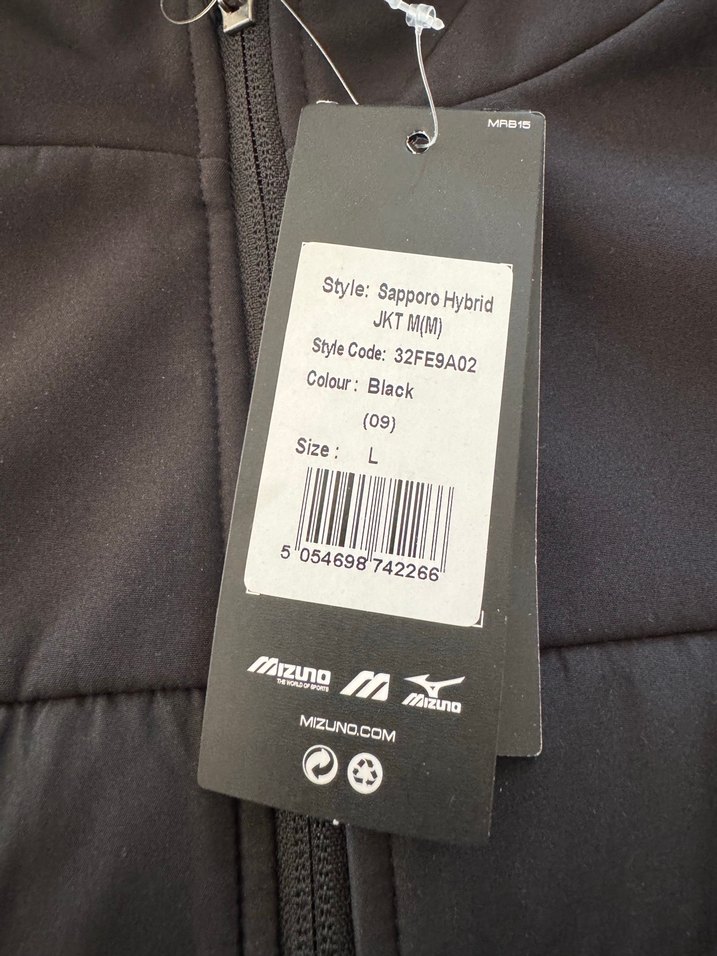 MRB15
Style: Sapporo Hybrid
JKT M(M)
Style Code: 32FE9A02
Colour: Black
(09)
Size: L
5 054698 742266
MIZUNO
THE WORLD OF SPORTS
MIZUNO
MIZUNO.COM